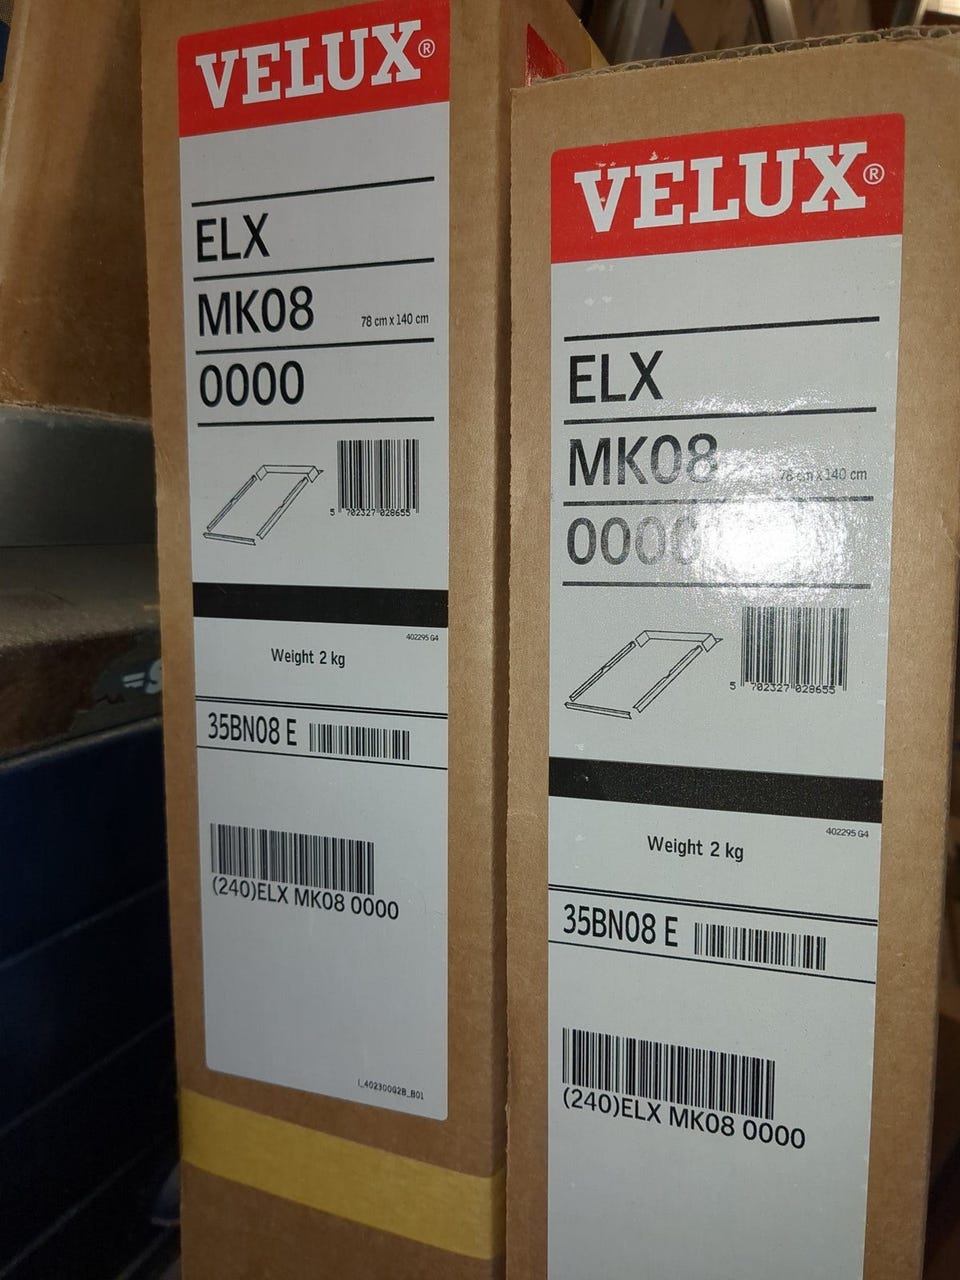 VELUX®
ELX
MK08 78 cm x 140 cm
0000
5 702327 028655
402295 G4
Weight 2 kg
35BN08 E
(240)ELX MK08 0000
VELUX®
ELX
MK08 78 cm x 140 cm
0000
5 702327 028655
402295 G4
Weight 2 kg
35BN08 E
(240)ELX MK08 0000